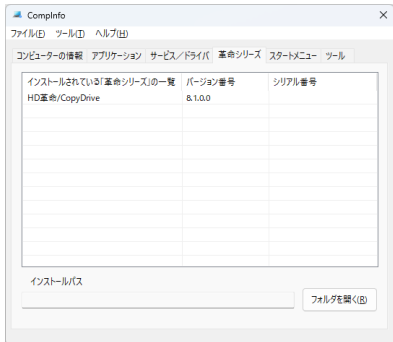 CompInfo
ファイル(F) ツール(T) ヘルプ(H)
コンピューターの情報 アプリケーション サービス／ドライバ 革命シリーズ スタートメニュー ツール
インストールされている「革命シリーズ」の一覧 バージョン番号 シリアル番号
HD革命/CopyDrive 8.1.0.0
インストールパス
フォルダを開く(R)